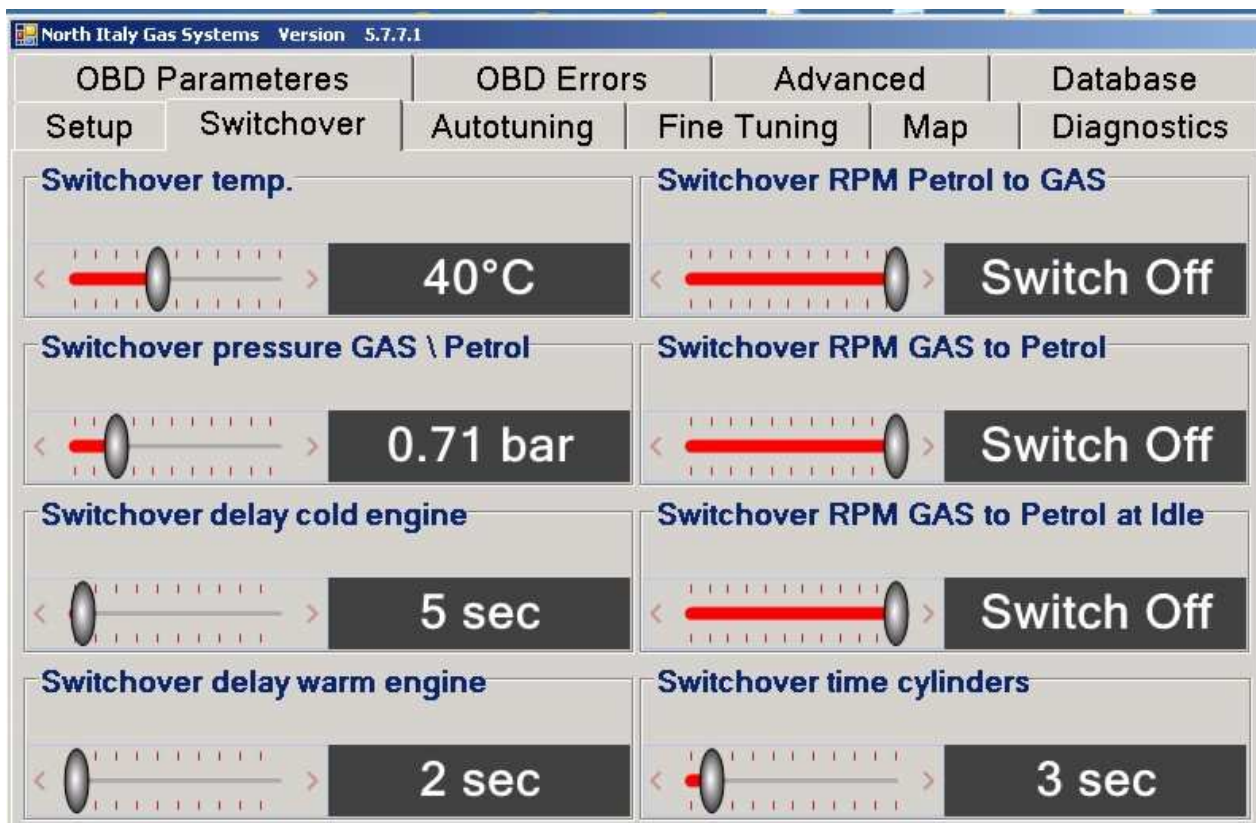 North Italy Gas Systems Version 5.7.7.1
OBD Parameteres OBD Errors Advanced Database
Setup Switchover Autotuning Fine Tuning Map Diagnostics
Switchover temp.
40°C
Switchover RPM Petrol to GAS
Switch Off
Switchover pressure GAS \ Petrol
0.71 bar
Switchover RPM GAS to Petrol
Switch Off
Switchover delay cold engine
5 sec
Switchover RPM GAS to Petrol at Idle
Switch Off
Switchover delay warm engine
2 sec
Switchover time cylinders
3 sec